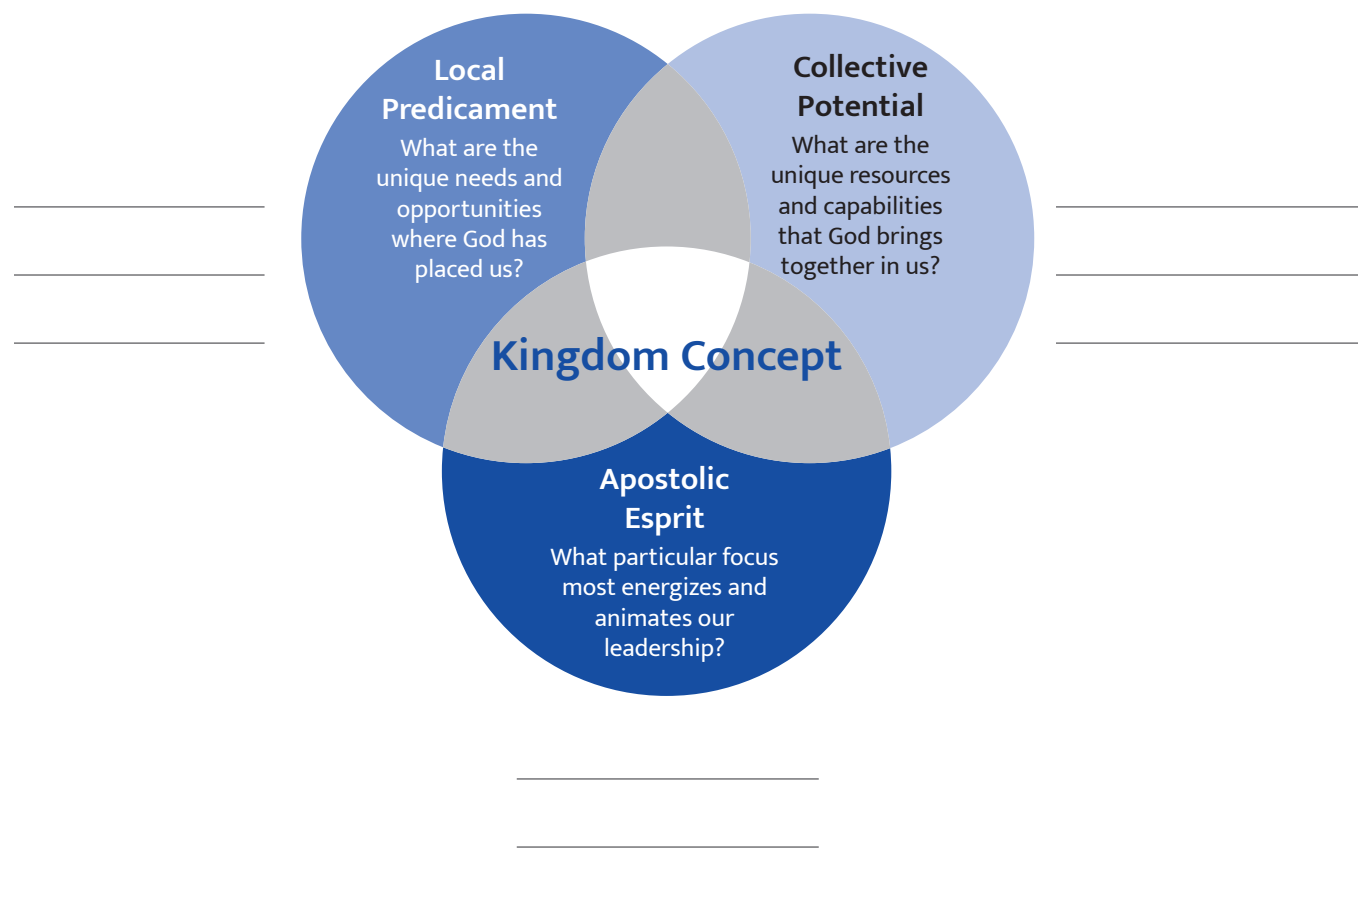 Local
Predicament
What are the
unique needs and
opportunities
where God has
placed us?
Collective
Potential
What are the
unique resources
and capabilities
that God brings
together in us?
Kingdom Concept
Apostolic
Esprit
What particular focus
most energizes and
animates our
leadership?